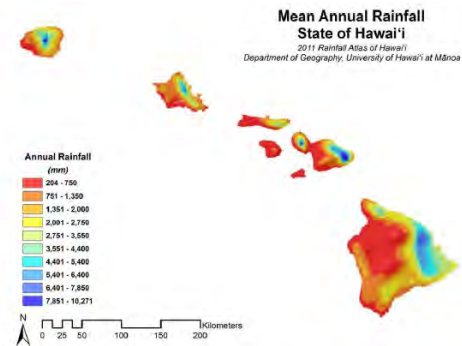 Mean Annual Rainfall
State of Hawai‘i
2011 Rainfall Atlas of Hawai‘i
Department of Geography, University of Hawai‘i at Mānoa
Annual Rainfall
(mm)
204 - 750
751 - 1,350
1,351 - 2,000
2,001 - 2,750
2,751 - 3,550
3,551 - 4,400
4,401 - 5,400
5,401 - 6,400
6,401 - 7,850
7,851 - 10,271
N
Kilometers
0 25 50 100 150 200